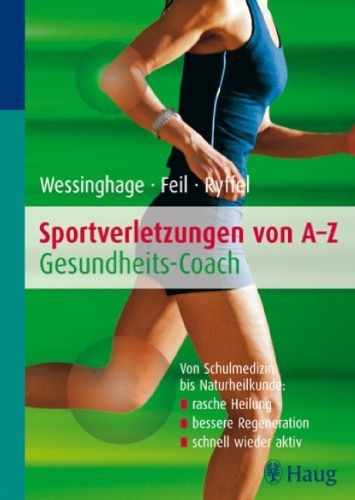 Wessinghage · Feil · Ryffel
Sportverletzungen von A–Z
Gesundheits-Coach
Von Schulmedizin
bis Naturheilkunde:
■ rasche Heilung
■ bessere Regeneration
■ schnell wieder aktiv
Haug